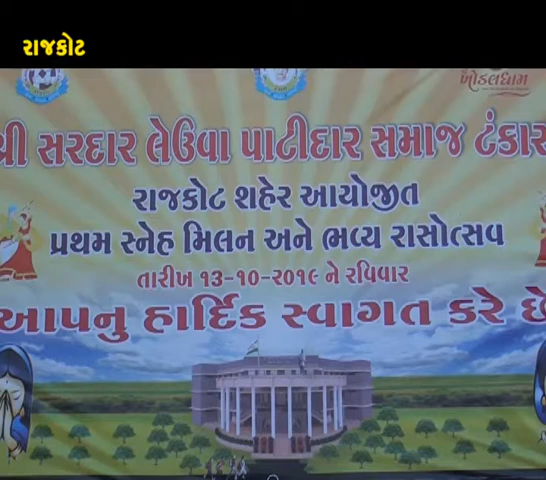 રાજકોટ
ખોડલધામ
શ્રી સરદાર લેઉવા પાટીદાર સમાજ ટંકારા
રાજકોટ શહેર આયોજીત
પ્રથમ સ્નેહ મિલન અને ભવ્ય રાસોત્સવ
તારીખ ૧૩-૧૦-૨૦૧૯ ને રવિવાર
આપનુ હાર્દિક સ્વાગત કરે છે